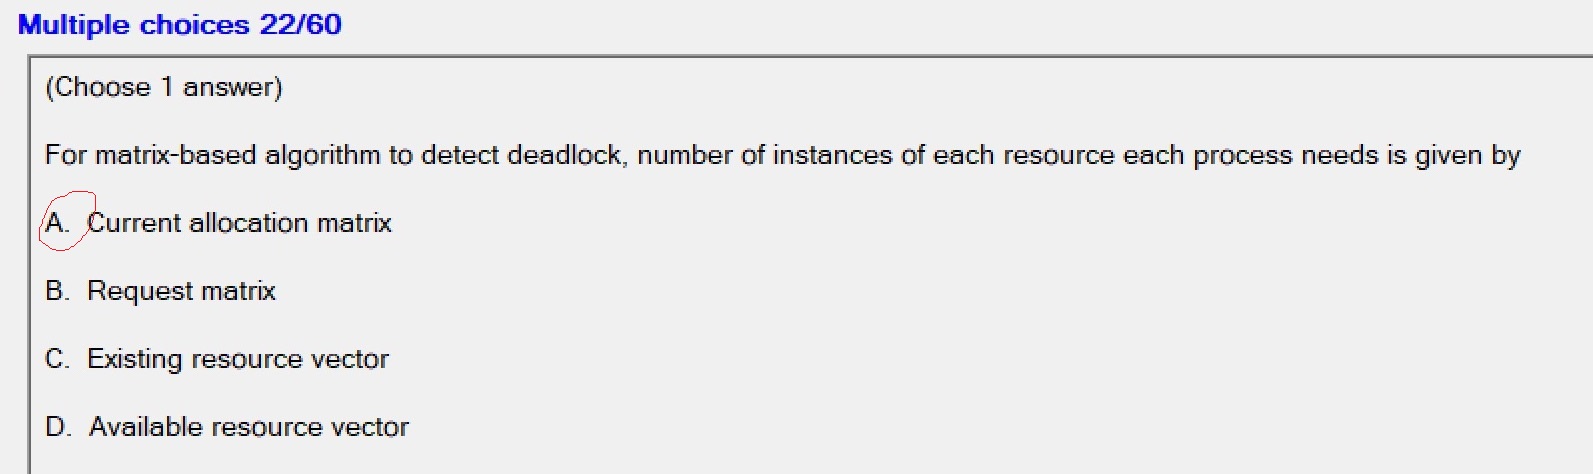 Multiple choices 22/60
(Choose 1 answer)
For matrix-based algorithm to detect deadlock, number of instances of each resource each process needs is given by
A. Current allocation matrix
B. Request matrix
C. Existing resource vector
D. Available resource vector